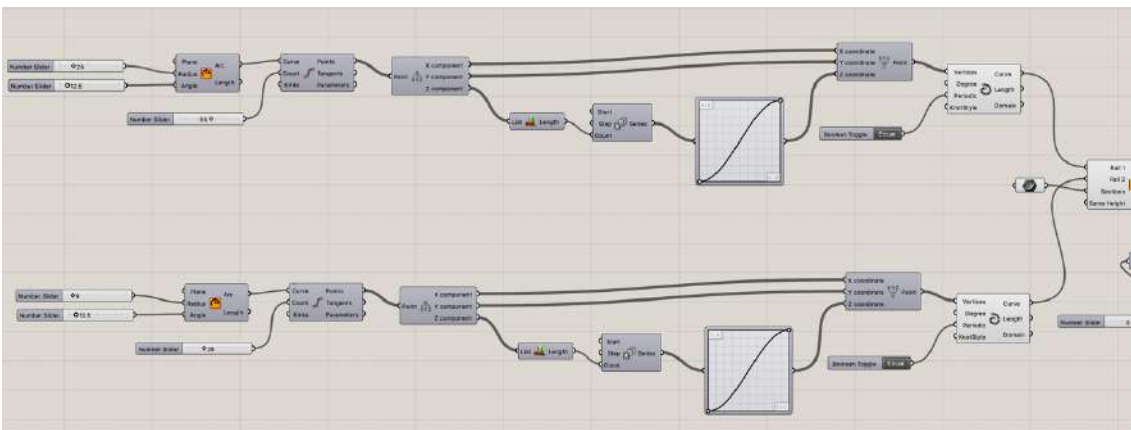 Number Slider
Number Slider
Plane
Radius
Angle
Arc
Length
Number Slider
Curve
Count
Kinks
Points
Tangents
Parameters
Point
X component
Y component
Z component
List
Length
Start
Step
Count
Series
X coordinate
Y coordinate
Z coordinate
Point
Boolean Toggle
Vertices
Degree
Periodic
KnotStyle
Curve
Length
Domain
Rail 1
Rail 2
Sections
Same Height
Number Slider
Number Slider
Plane
Radius
Angle
Arc
Length
Number Slider
Curve
Count
Kinks
Points
Tangents
Parameters
Point
X component
Y component
Z component
List
Length
Start
Step
Count
Series
X coordinate
Y coordinate
Z coordinate
Point
Boolean Toggle
Vertices
Degree
Periodic
KnotStyle
Curve
Length
Domain
Number Slider